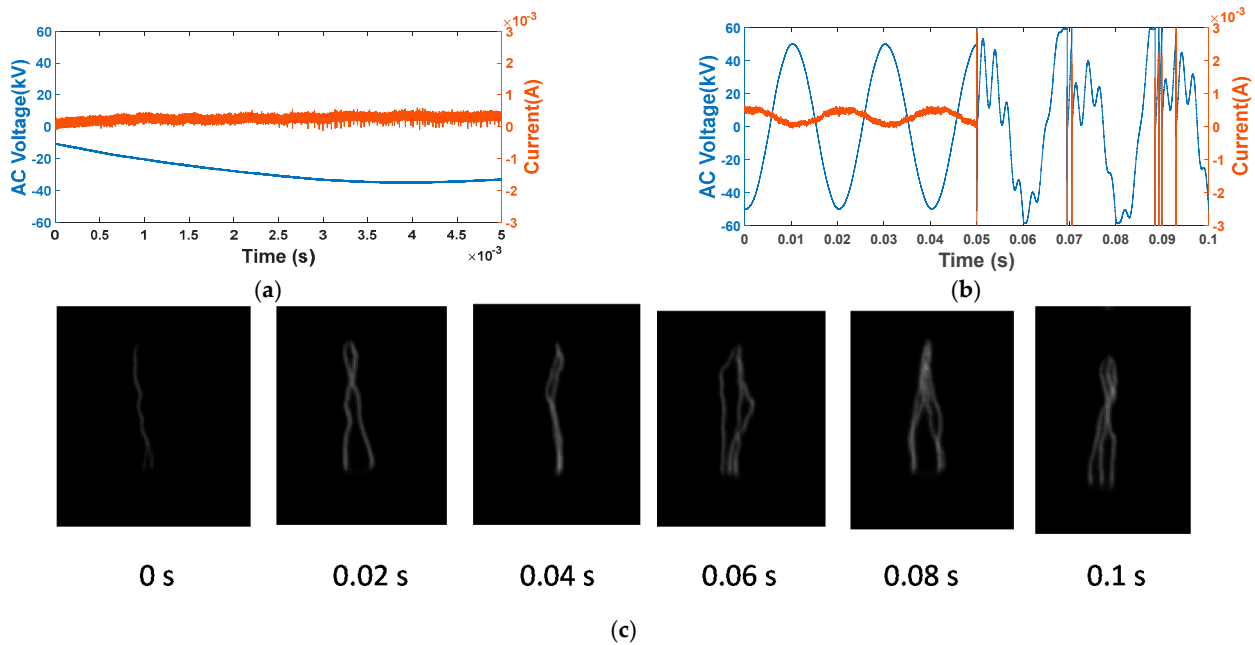 ×10⁻³
60
40
20
0
-20
-40
-60
AC Voltage(kV)
3
2
1
0
-1
-2
-3
Current(A)
0 0.5 1 1.5 2 2.5 3 3.5 4 4.5 5
Time (s)
×10⁻³
(a)
×10⁻³
60
40
20
0
-20
-40
-60
AC Voltage(kV)
3
2
1
0
-1
-2
-3
Current(A)
0 0.01 0.02 0.03 0.04 0.05 0.06 0.07 0.08 0.09 0.1
Time (s)
(b)
0 s 0.02 s 0.04 s 0.06 s 0.08 s 0.1 s
(c)